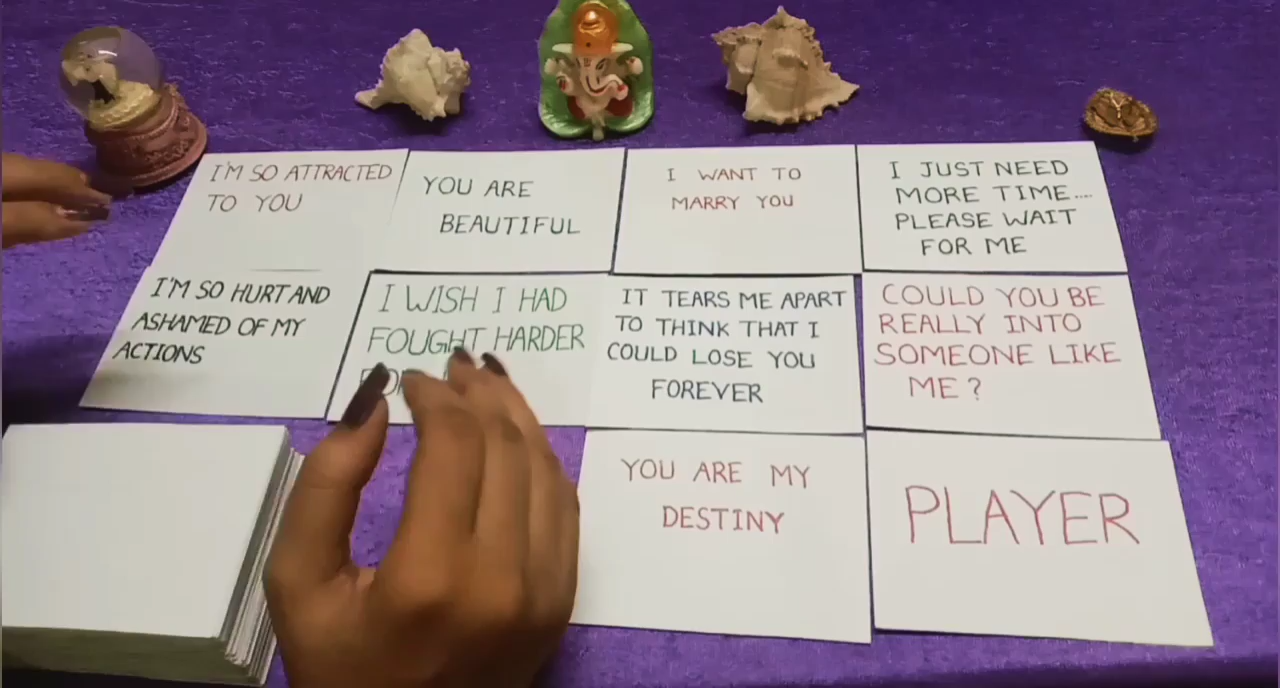 I'M SO ATTRACTED
TO YOU
YOU ARE
BEAUTIFUL
I WANT TO
MARRY YOU
I JUST NEED
MORE TIME....
PLEASE WAIT
FOR ME
I'M SO HURT AND
ASHAMED OF MY
ACTIONS
I WISH I HAD
FOUGHT HARDER
IT TEARS ME APART
TO THINK THAT I
COULD LOSE YOU
FOREVER
COULD YOU BE
REALLY INTO
SOMEONE LIKE
ME?
YOU ARE MY
DESTINY
PLAYER